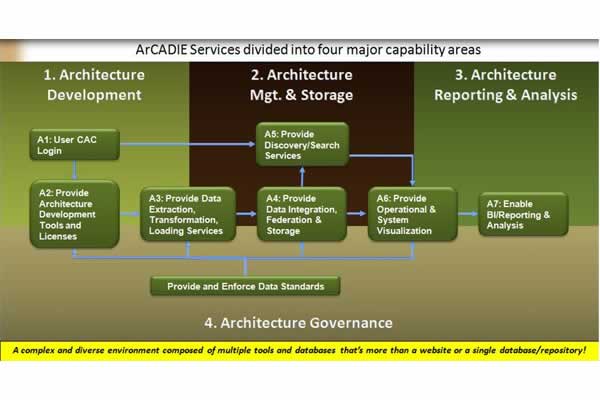 ArCADIE Services divided into four major capability areas
1. Architecture
Development
2. Architecture
Mgt. & Storage
3. Architecture
Reporting & Analysis
A1: User CAC
Login
A5: Provide
Discovery/Search
Services
A2: Provide
Architecture
Development
Tools and
Licenses
A3: Provide Data
Extraction,
Transformation,
Loading Services
A4: Provide
Data Integration,
Federation &
Storage
A6: Provide
Operational &
System
Visualization
A7: Enable
BI/Reporting &
Analysis
Provide and Enforce Data Standards
4. Architecture Governance
A complex and diverse environment composed of multiple tools and databases that's more than a website or a single database/repository!